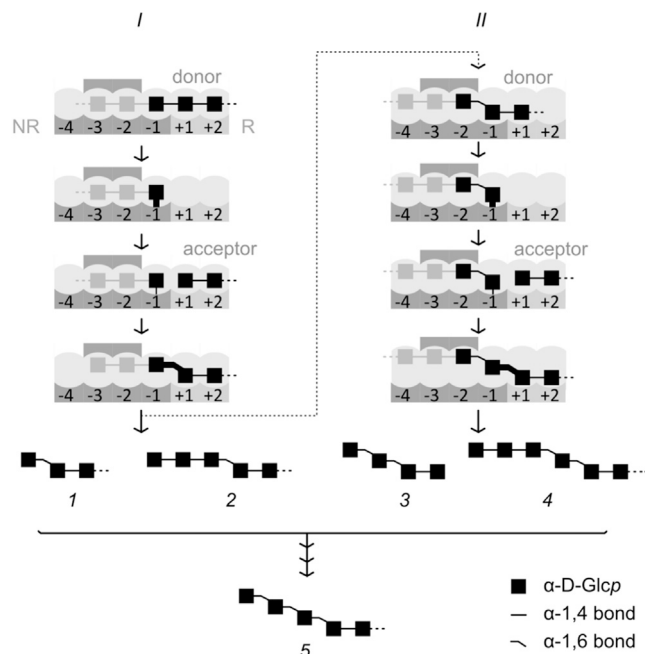 I II
donor donor
NR -4 -3 -2 -1 +1 +2 R -4 -3 -2 -1 +1 +2
-4 -3 -2 -1 +1 +2 -4 -3 -2 -1 +1 +2
acceptor acceptor
-4 -3 -2 -1 +1 +2 -4 -3 -2 -1 +1 +2
-4 -3 -2 -1 +1 +2 -4 -3 -2 -1 +1 +2
1 2 3 4
α-D-Glcp
α-1,4 bond
5 α-1,6 bond